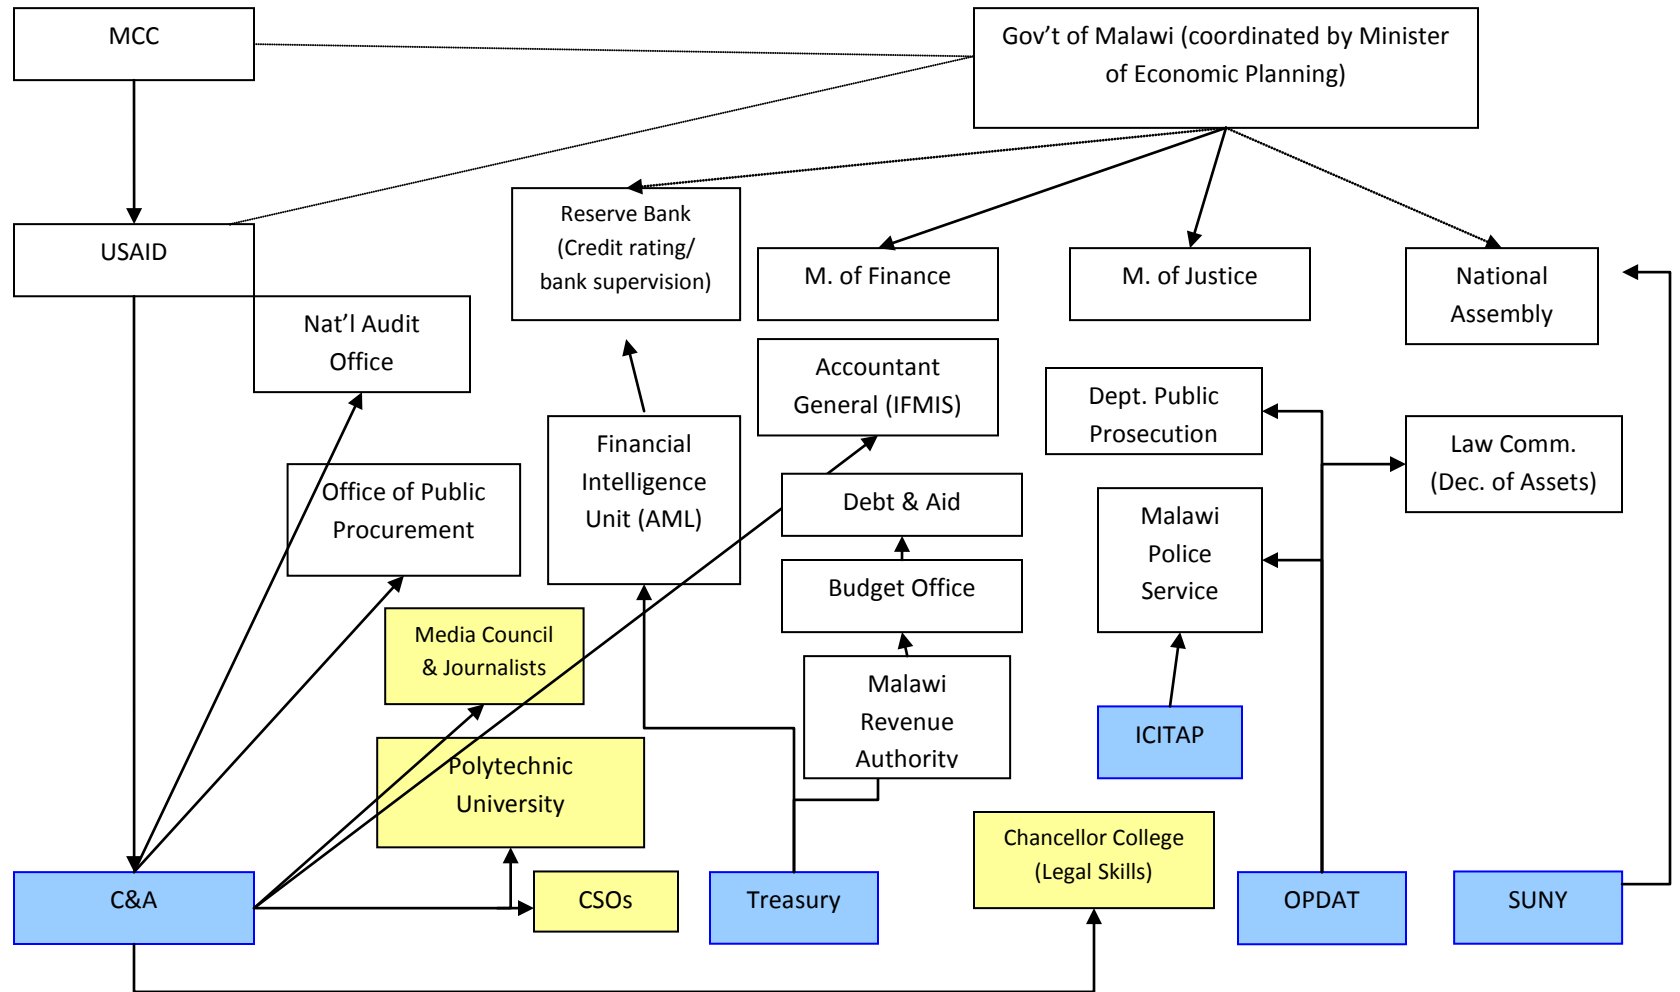 MCC
Gov’t of Malawi (coordinated by Minister
of Economic Planning)
USAID
Reserve Bank
(Credit rating/
bank supervision)
M. of Finance
M. of Justice
National
Assembly
Nat’l Audit
Office
Accountant
General (IFMIS)
Dept. Public
Prosecution
Law Comm.
(Dec. of Assets)
Financial
Intelligence
Unit (AML)
Office of Public
Procurement
Debt & Aid
Malawi
Police
Service
Budget Office
Media Council
& Journalists
Malawi
Revenue
Authority
ICITAP
Polytechnic
University
Chancellor College
(Legal Skills)
C&A
CSOs
Treasury
OPDAT
SUNY